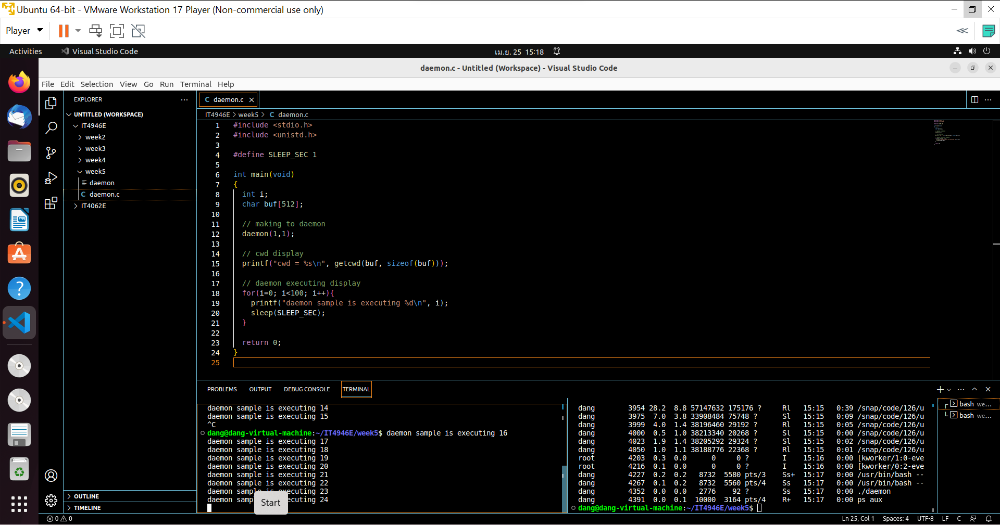 Ubuntu 64-bit - VMware Workstation 17 Player (Non-commercial use only)
Player
Activities
Visual Studio Code
เม.ย. 25 15:18
daemon.c - Untitled (Workspace) - Visual Studio Code
File Edit Selection View Go Run Terminal Help
EXPLORER
UNTITLED (WORKSPACE)
IT4946E
week2
week3
week4
week5
daemon
daemon.c
IT4062E
OUTLINE
TIMELINE
daemon.c
IT4946E > week5 > C daemon.c
1 #include <stdio.h>
2 #include <unistd.h>
3
4 #define SLEEP_SEC 1
5
6 int main(void)
7 {
8 int i;
9 char buf[512];
10
11 // making to daemon
12 daemon(1,1);
13
14 // cwd display
15 printf("cwd = %s\n", getcwd(buf, sizeof(buf)));
16
17 // daemon executing display
18 for(i=0; i<100; i++){
19 printf("daemon sample is executing %d\n", i);
20 sleep(SLEEP_SEC);
21 }
22
23 return 0;
24 }
25
PROBLEMS OUTPUT DEBUG CONSOLE TERMINAL
daemon sample is executing 14
daemon sample is executing 15
^C
dang@dang-virtual-machine:~/IT4946E/week5$ daemon sample is executing 16
daemon sample is executing 17
daemon sample is executing 18
daemon sample is executing 19
daemon sample is executing 20
daemon sample is executing 21
daemon sample is executing 22
daemon sample is executing 23
daemon sample is executing 24
Start
dang 3954 28.2 8.8 57147632 175176 ? Rl 15:15 0:39 /snap/code/126/u
dang 3975 7.0 3.8 33908484 75748 ? Sl 15:15 0:09 /snap/code/126/u
dang 3999 4.0 1.4 38196460 29192 ? Rl 15:15 0:05 /snap/code/126/u
dang 4000 0.5 1.0 38213340 20268 ? Sl 15:15 0:00 /snap/code/126/u
dang 4023 1.9 1.4 38205292 29324 ? Sl 15:15 0:02 /snap/code/126/u
dang 4050 1.0 1.1 38188776 22368 ? Rl 15:15 0:01 /snap/code/126/u
root 4203 0.3 0.0 0 0 ? I 15:16 0:00 [kworker/1:0-eve
root 4216 0.1 0.0 0 0 ? I 15:16 0:00 [kworker/0:2-eve
dang 4227 0.2 0.2 8732 5580 pts/3 Ss+ 15:17 0:00 /usr/bin/bash --
dang 4267 0.1 0.2 8732 5560 pts/4 Ss 15:17 0:00 /usr/bin/bash --
dang 4352 0.0 0.0 2776 92 ? Ss 15:17 0:00 ./daemon
dang 4391 0.0 0.1 10000 3164 pts/4 R+ 15:17 0:00 ps aux
dang@dang-virtual-machine:~/IT4946E/week5$
bash we...
bash we...
0 0
Ln 25, Col 1 Spaces: 4 UTF-8 LF C